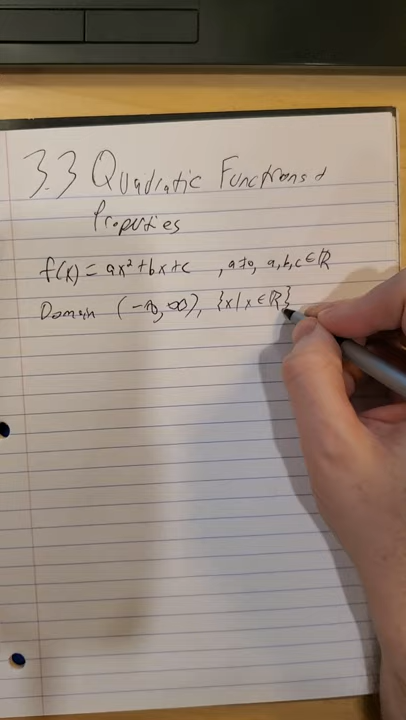 3.3 Quadratic Functions +
Properties
f(x) = ax² + bx + c , a≠0, a,b,c ∈ ℝ
Domain (-∞, ∞), {x | x ∈ ℝ}